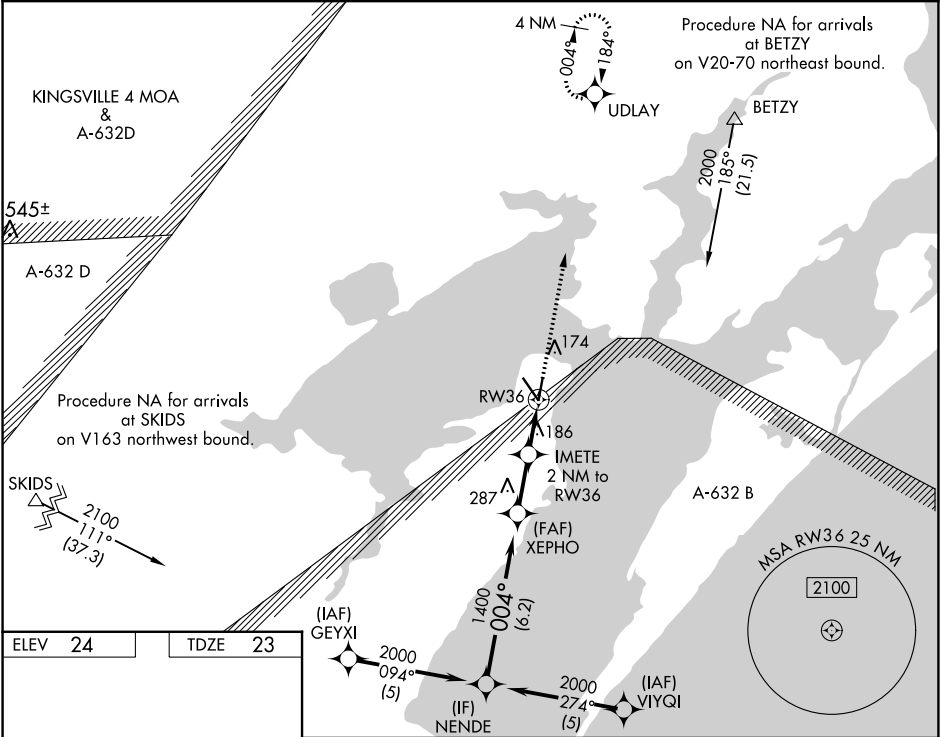 4 NM
004°
184°
UDLAY
Procedure NA for arrivals
at BETZY
on V20-70 northeast bound.
KINGSVILLE 4 MOA
&
A-632D
BETZY
2000
185°
(21.5)
545±
A-632 D
174
RW36
Procedure NA for arrivals
at SKIDS
on V163 northwest bound.
186
IMETE
2 NM to
RW36
287
(FAF)
XEPHO
A-632 B
SKIDS
2100
111°
(37.3)
MSA RW36 25 NM
2100
1400
004°
(6.2)
(IAF)
GEYXI
2000
094°
(5)
(IF)
NENDE
2000
274°
(5)
(IAF)
VIYQI
ELEV 24
TDZE 23